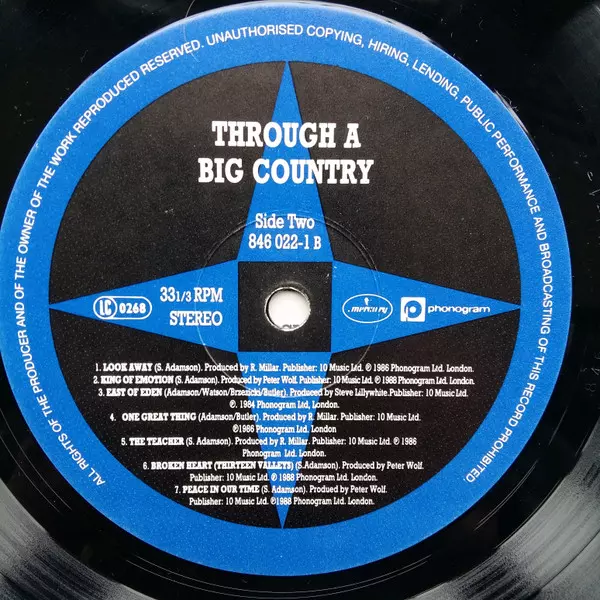 ALL RIGHTS OF THE PRODUCER AND OF THE OWNER OF THE WORK REPRODUCED RESERVED. UNAUTHORISED COPYING, HIRING, LENDING, PUBLIC PERFORMANCE AND BROADCASTING OF THIS RECORD PROHIBITED
THROUGH A
BIG COUNTRY
Side Two
846 022-1 B
LC 0268
33 1/3 RPM
STEREO
mercury
phonogram
1. LOOK AWAY (S. Adamson). Produced by R. Millar. Publisher: 10 Music Ltd. ℗ 1986 Phonogram Ltd. London.
2. KING OF EMOTION (S. Adamson). Produced by Peter Wolf. Publisher: 10 Music Ltd. ℗ 1988 Phonogram Ltd. London.
3. EAST OF EDEN (Adamson/Watson/Brzezicki/Butler). Produced by Steve Lillywhite.Publisher: 10 Music Ltd.
℗. 1984 Phonogram Ltd, London.
4. ONE GREAT THING (Adamson/Butler). Produced by R. Millar. Publisher: 10 Music Ltd.
℗1986 Phonogram Ltd. London.
5. THE TEACHER (S. Adamson). Produced by R. Millar. Publisher: 10 Music Ltd. ℗ 1986
Phonogram Ltd. London.
6. BROKEN HEART (THIRTEEN VALLEYS) (S.Adamson). Produced by Peter Wolf.
Publisher: 10 Music Ltd. ℗ 1988 Phonogram Ltd. London.
7. PEACE IN OUR TIME (S. Adamson). Produed by Peter Wolf.
Publisher: 10 Music Ltd. ℗1988 Phonogram Ltd. London.